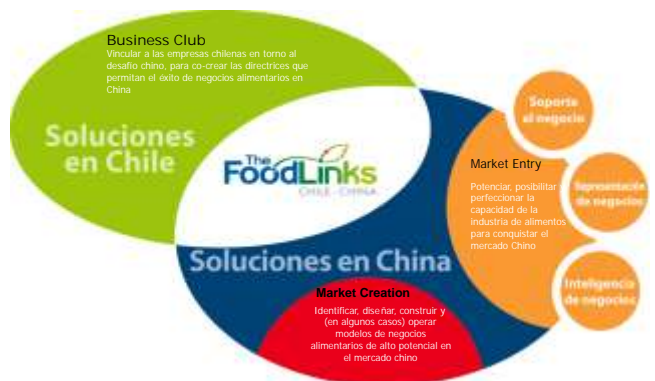 Business Club
Vincular a las empresas chilenas en torno al
desafío chino, para co-crear las directrices que
permitan el éxito de negocios alimentarios en
China
Soluciones
en Chile
The
FoodLinks
CHILE - CHINA
Soporte
al negocio
Market Entry
Potenciar, posibilitar
perfeccionar la
capacidad de la
industria de alimentos
para conquistar el
mercado Chino
Representación
de negocios
Soluciones en China
Inteligencia
de negocios
Market Creation
Identificar, diseñar, construir y
(en algunos casos) operar
modelos de negocios
alimentarios de alto potencial en
el mercado chino